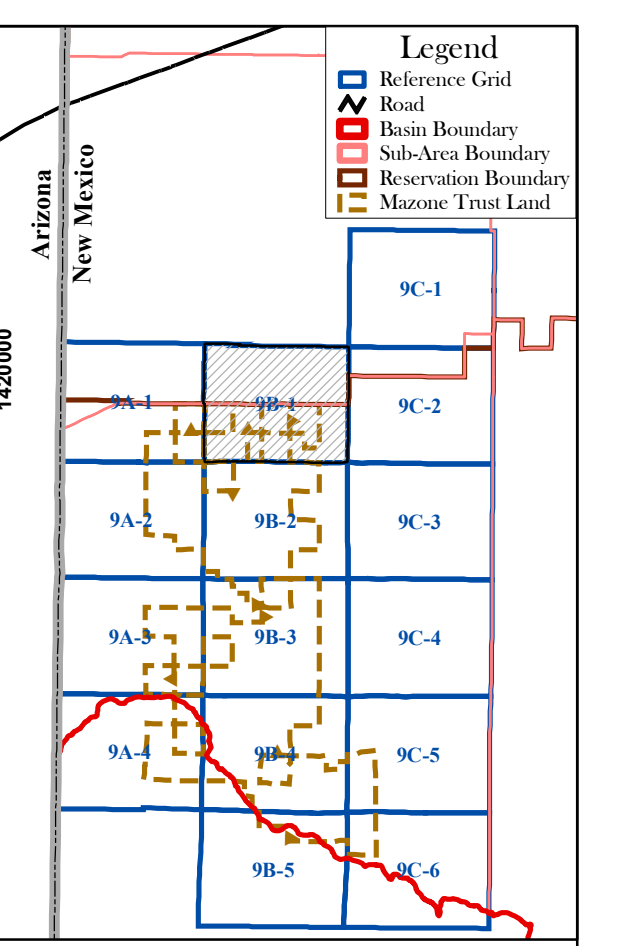 Legend
Reference Grid
Road
Basin Boundary
Sub-Area Boundary
Reservation Boundary
Mazone Trust Land
Arizona
New Mexico
1420000
9C-1
9A-1
9B-1
9C-2
9A-2
9B-2
9C-3
9A-3
9B-3
9C-4
9A-4
9B-4
9C-5
9B-5
9C-6